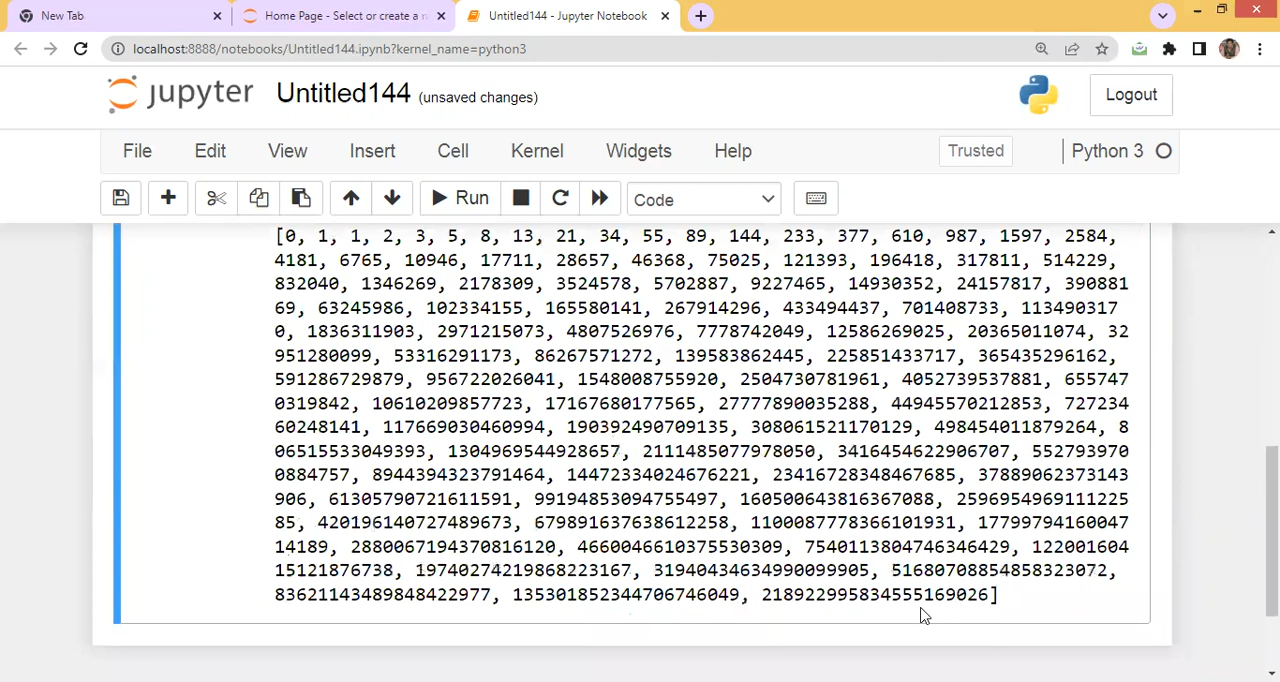 New Tab
Home Page - Select or create a n
Untitled144 - Jupyter Notebook
localhost:8888/notebooks/Untitled144.ipynb?kernel_name=python3
jupyter Untitled144 (unsaved changes)
Logout
File Edit View Insert Cell Kernel Widgets Help Trusted Python 3
Run Code
[0, 1, 1, 2, 3, 5, 8, 13, 21, 34, 55, 89, 144, 233, 377, 610, 987, 1597, 2584,
4181, 6765, 10946, 17711, 28657, 46368, 75025, 121393, 196418, 317811, 514229,
832040, 1346269, 2178309, 3524578, 5702887, 9227465, 14930352, 24157817, 390881
69, 63245986, 102334155, 165580141, 267914296, 433494437, 701408733, 113490317
0, 1836311903, 2971215073, 4807526976, 7778742049, 12586269025, 20365011074, 32
951280099, 53316291173, 86267571272, 139583862445, 225851433717, 365435296162,
591286729879, 956722026041, 1548008755920, 2504730781961, 4052739537881, 655747
0319842, 10610209857723, 17167680177565, 27777890035288, 44945570212853, 727234
60248141, 117669030460994, 190392490709135, 308061521170129, 498454011879264, 8
06515533049393, 1304969544928657, 2111485077978050, 3416454622906707, 552793970
0884757, 8944394323791464, 14472334024676221, 23416728348467685, 37889062373143
906, 61305790721611591, 99194853094755497, 160500643816367088, 2596954969111225
85, 420196140727489673, 679891637638612258, 1100087778366101931, 17799794160047
14189, 2880067194370816120, 4660046610375530309, 7540113804746346429, 122001604
15121876738, 19740274219868223167, 31940434634990099905, 51680708854858323072,
83621143489848422977, 135301852344706746049, 218922995834555169026]